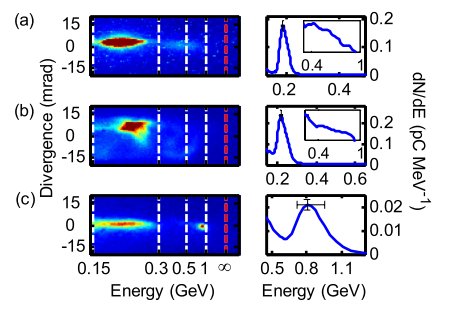 (a)
15
0
-15
0.4 1
0.2
0.1
0
0.2 0.4
(b)
15
0
-15
0.4 1
0.2
0.1
0
0.2 0.4 0.6
(c)
15
0
-15
0.02
0.01
0
0.15 0.3 0.5 1 ∞
0.5 0.8 1.1
Divergence (mrad)
dN/dE (pC MeV⁻¹)
Energy (GeV) Energy (GeV)